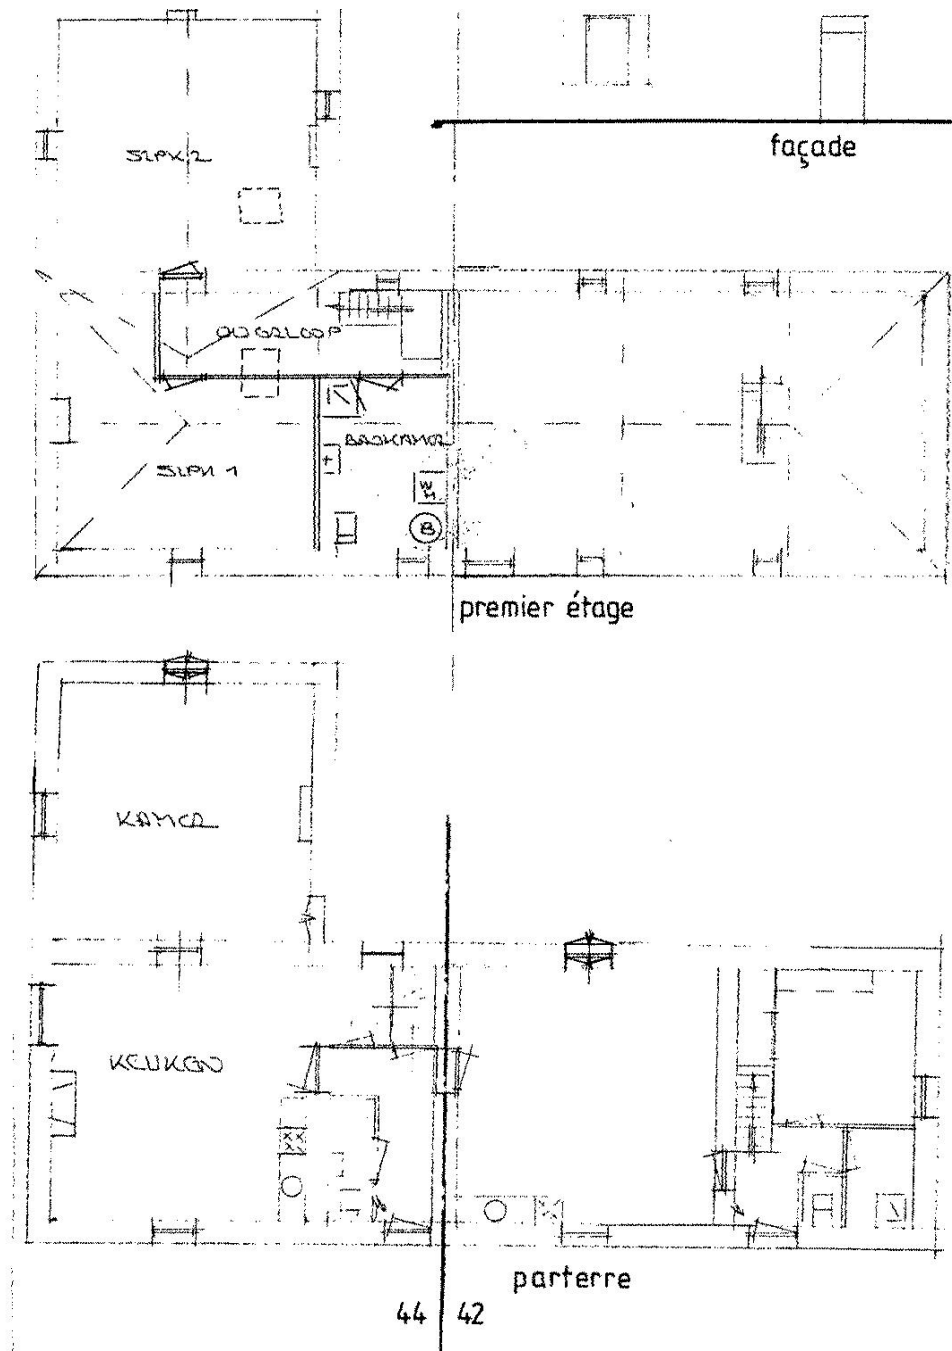 façade
SLPK 2
OVERLOOP
BADKAMER
SLPK 1
WM
B
premier étage
KAMER
KEUKEN
parterre
44 42